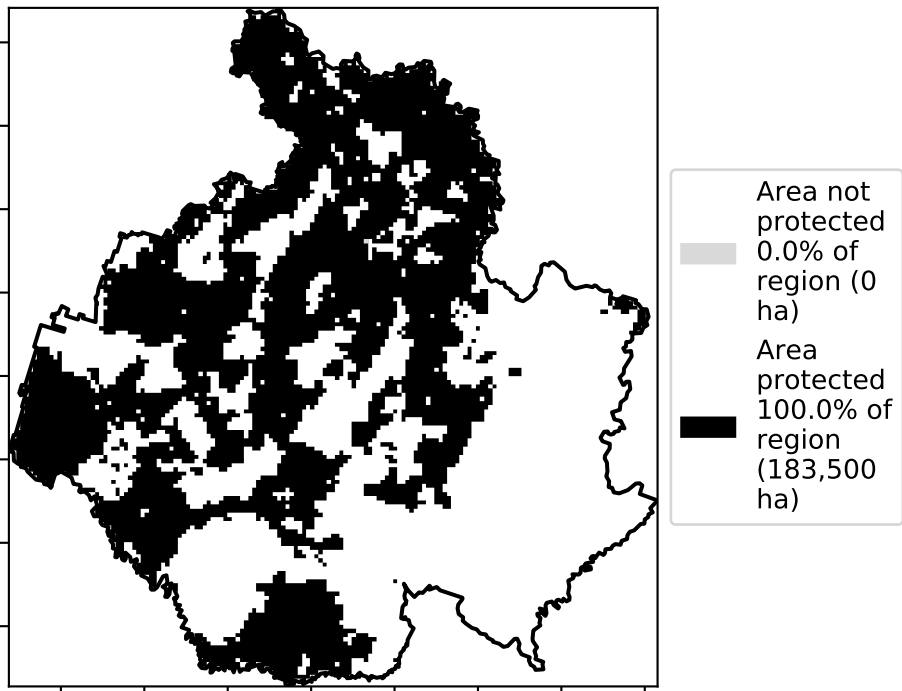 Area not
protected
0.0% of
region (0
ha)
Area
protected
100.0% of
region
(183,500
ha)